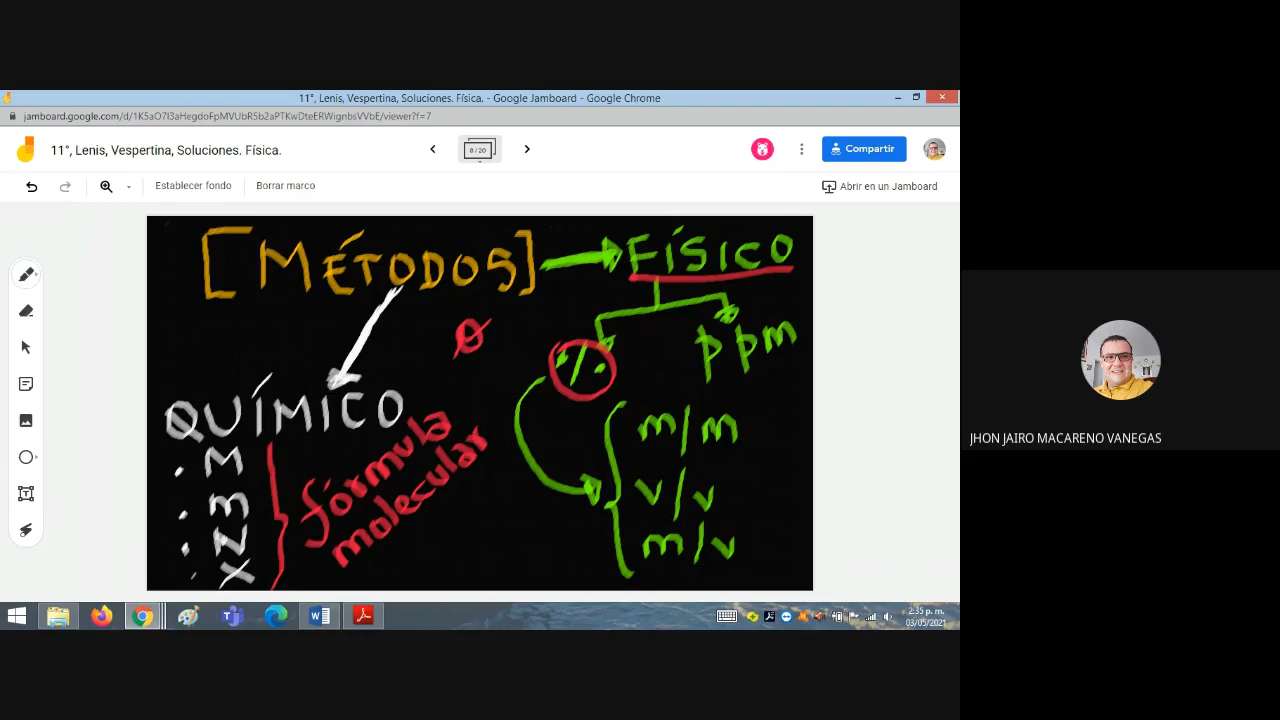 11°, Lenis, Vespertina, Soluciones. Física. - Google Jamboard - Google Chrome
jamboard.google.com/d/1K5aO7I3aHegdoFpMVUbR5b2aPTKwDteERWignbsVVbE/viewer?f=7
11°, Lenis, Vespertina, Soluciones. Física.
8 / 20
Compartir
Establecer fondo
Borrar marco
Abrir en un Jamboard
[MÉTODOS] → FÍSICO
% ppm
QUÍMICO
fórmula
molecular
. M
. m
. N
. X
m/m
v/v
m/v
JHON JAIRO MACARENO VANEGAS
2:35 p. m.
03/05/2021